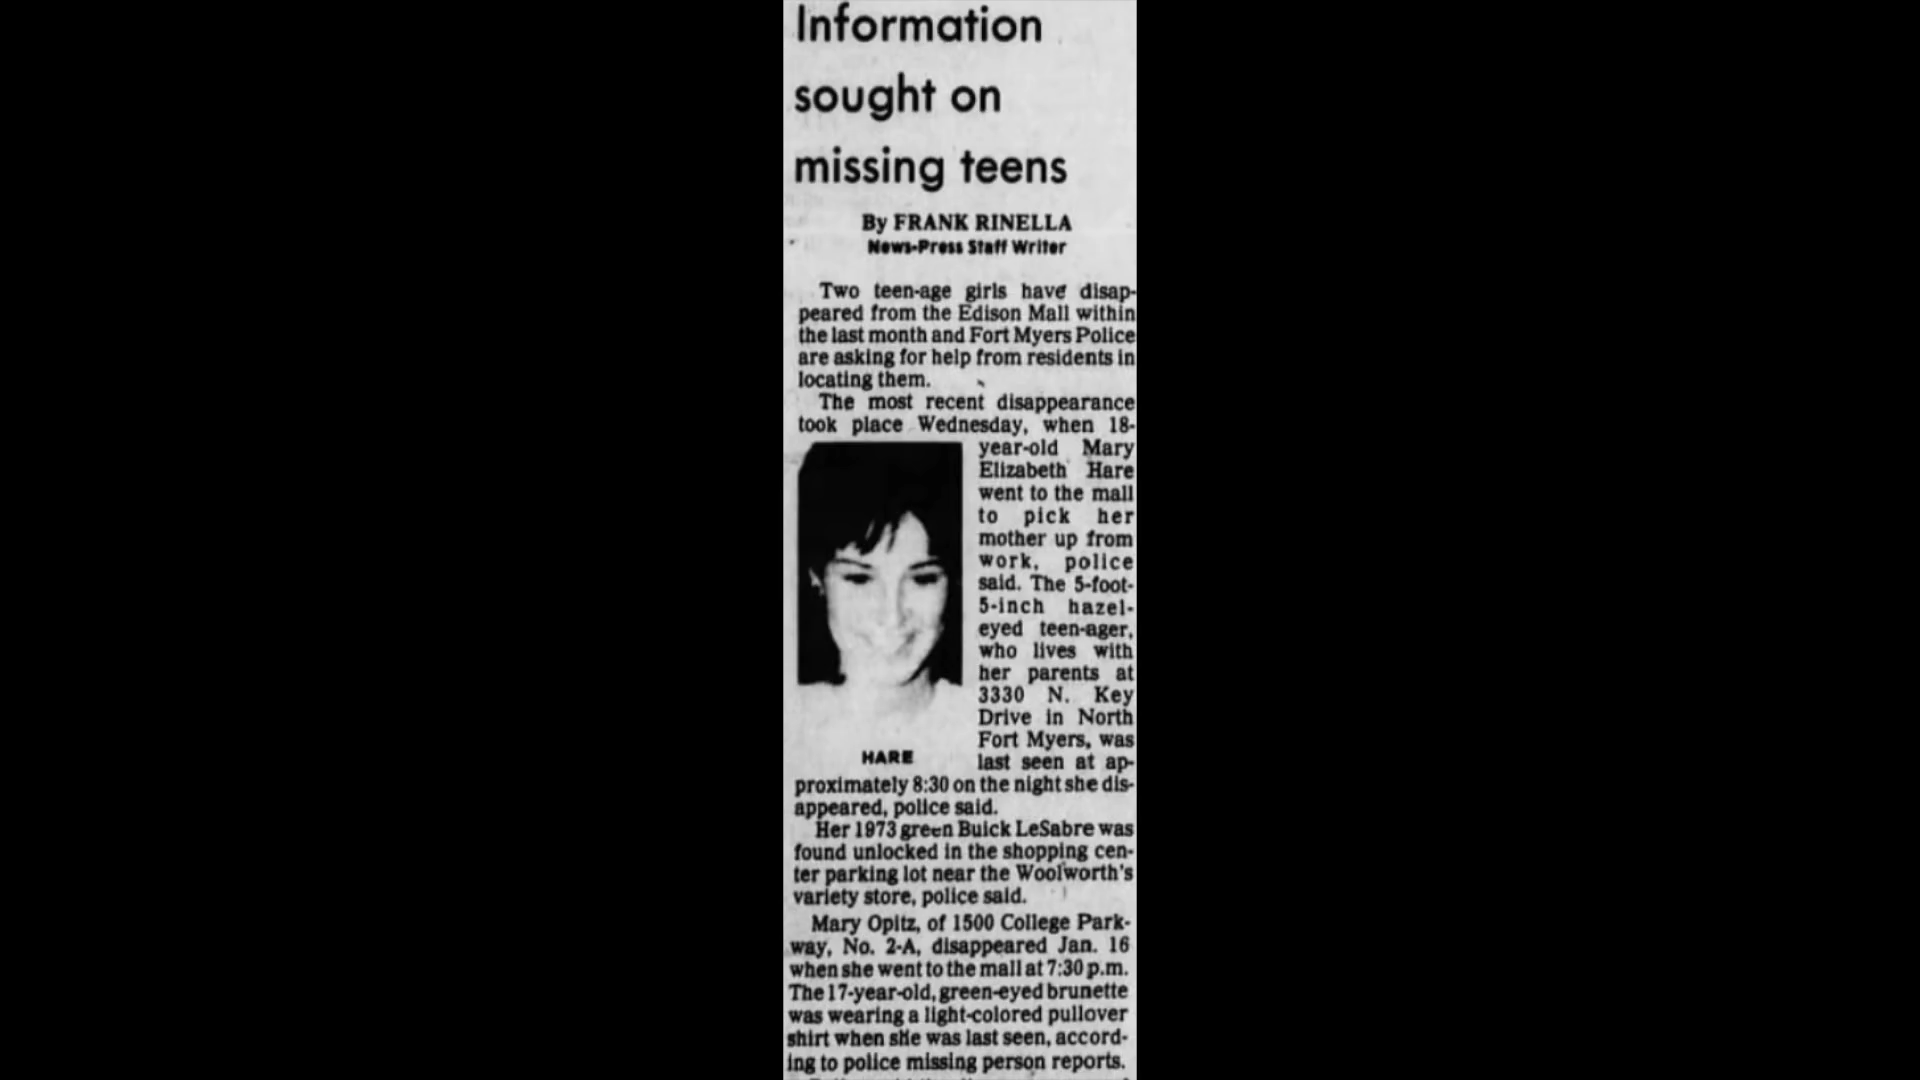 Information
sought on
missing teens
By FRANK RINELLA
News-Press Staff Writer
Two teen-age girls have disap-
peared from the Edison Mall within
the last month and Fort Myers Police
are asking for help from residents in
locating them.
The most recent disappearance
took place Wednesday, when 18-
year-old Mary
Elizabeth Hare
went to the mall
to pick her
mother up from
work, police
said. The 5-foot-
5-inch hazel-
eyed teen-ager,
who lives with
her parents at
3330 N. Key
Drive in North
Fort Myers, was
last seen at ap-
HARE
proximately 8:30 on the night she dis-
appeared, police said.
Her 1973 green Buick LeSabre was
found unlocked in the shopping cen-
ter parking lot near the Woolworth's
variety store, police said.
Mary Opitz, of 1500 College Park-
way, No. 2-A, disappeared Jan. 16
when she went to the mall at 7:30 p.m.
The 17-year-old, green-eyed brunette
was wearing a light-colored pullover
shirt when she was last seen, accord-
ing to police missing person reports.